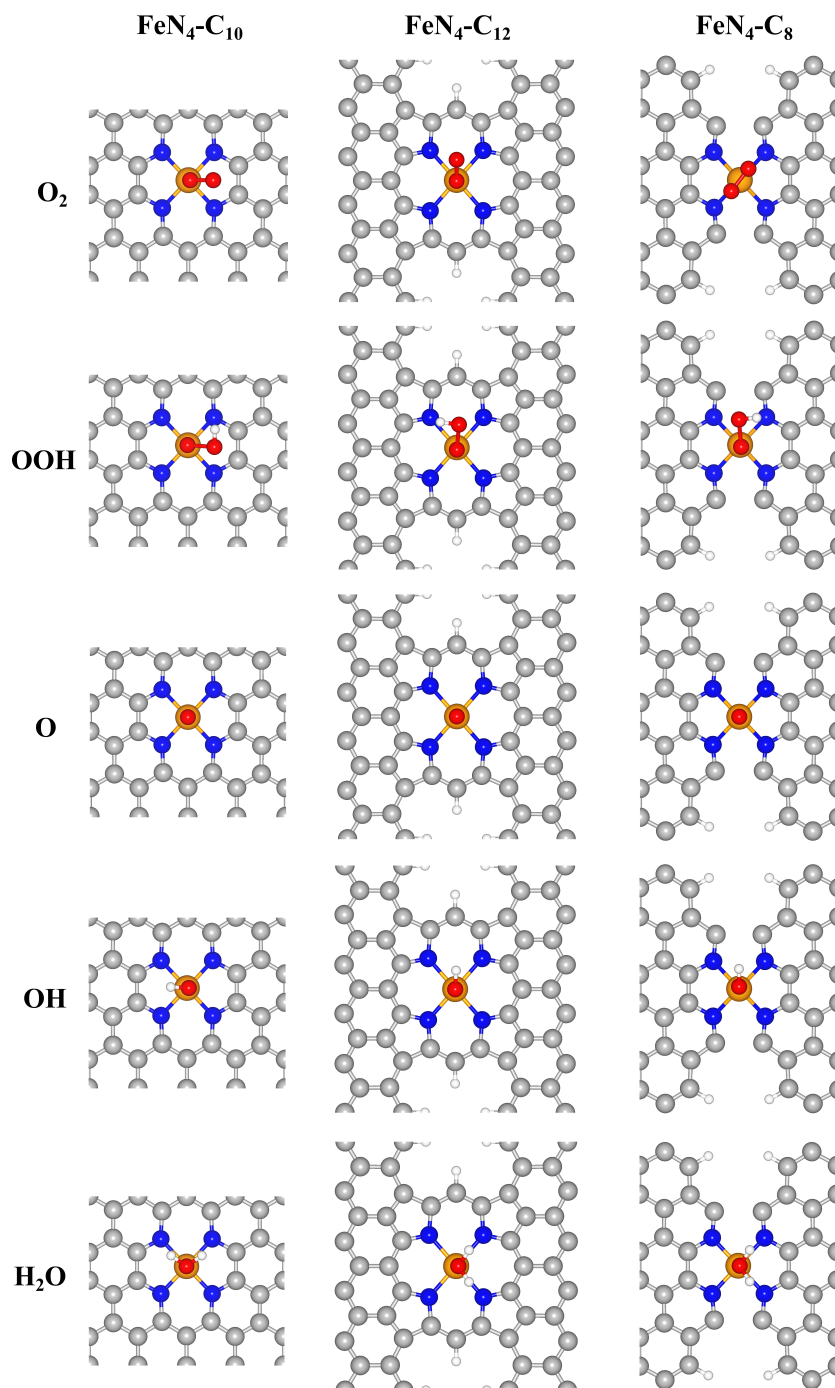 FeN₄-C₁₀ FeN₄-C₁₂ FeN₄-C₈
O₂
OOH
O
OH
H₂O